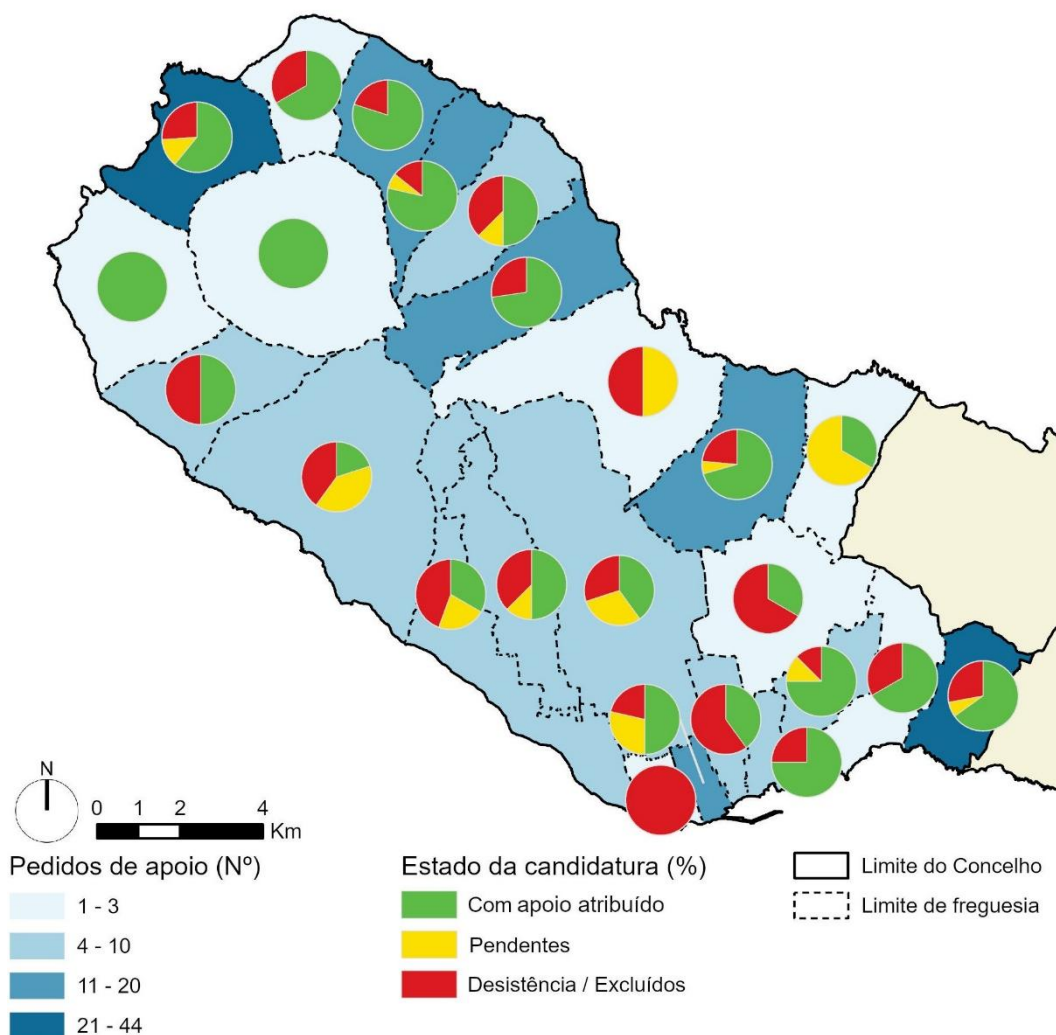 N
0 1 2 4
Km
Pedidos de apoio (Nº)
1 - 3
4 - 10
11 - 20
21 - 44
Estado da candidatura (%)
Com apoio atribuído
Pendentes
Desistência / Excluídos
Limite do Concelho
Limite de freguesia